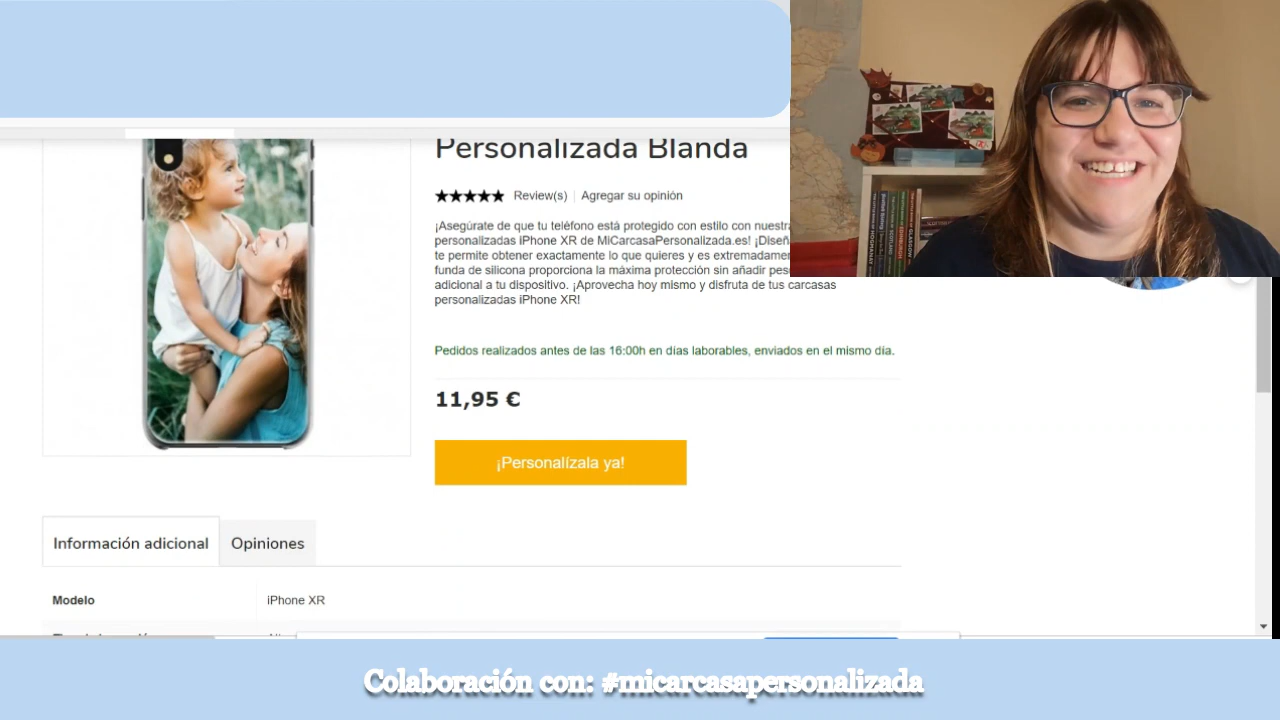 Personalizada Blanda
Review(s) Agregar su opinión
¡Asegúrate de que tu teléfono está protegido con estilo con nuestra
personalizadas iPhone XR de MiCarcasaPersonalizada.es! ¡Diseñ
te permite obtener exactamente lo que quieres y es extremadamen
funda de silicona proporciona la máxima protección sin añadir pes
adicional a tu dispositivo. ¡Aprovecha hoy mismo y disfruta de tus carcasas
personalizadas iPhone XR!
Pedidos realizados antes de las 16:00h en días laborables, enviados en el mismo día.
11,95 €
¡Personalízala ya!
Información adicional Opiniones
Modelo iPhone XR
Colaboración con: #micarcasapersonalizada